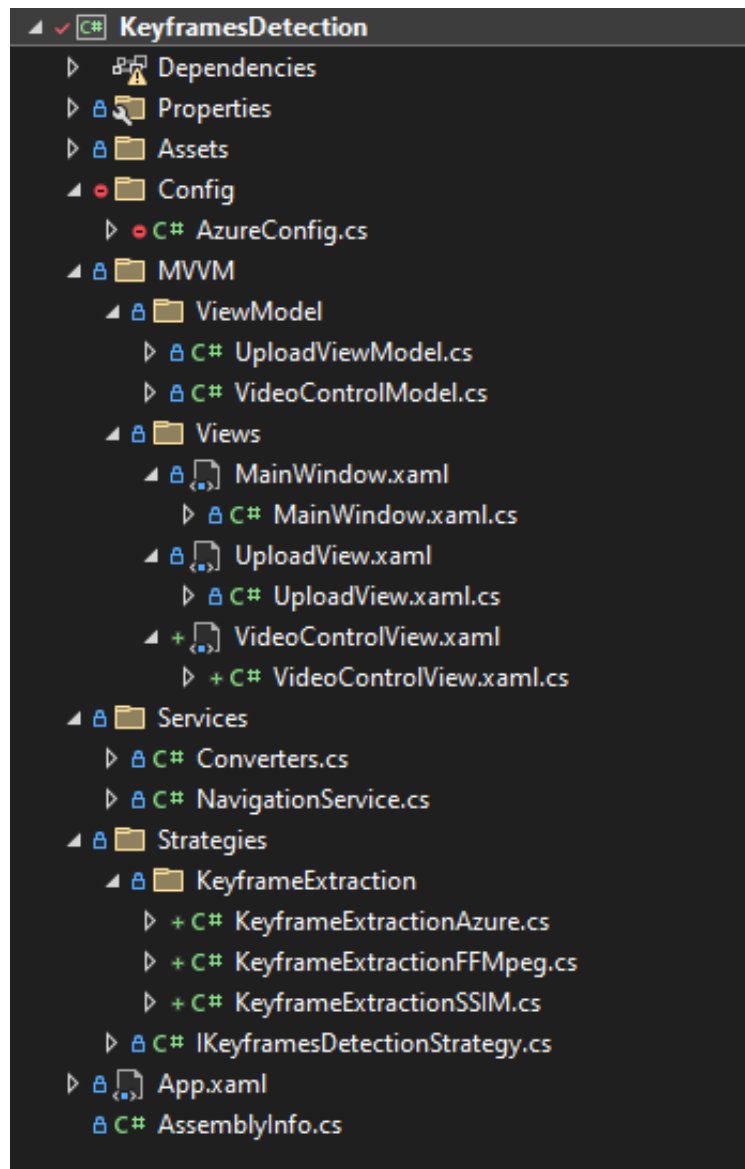 C# KeyframesDetection
Dependencies
Properties
Assets
Config
C# AzureConfig.cs
MVVM
ViewModel
C# UploadViewModel.cs
C# VideoControlModel.cs
Views
MainWindow.xaml
C# MainWindow.xaml.cs
UploadView.xaml
C# UploadView.xaml.cs
VideoControlView.xaml
C# VideoControlView.xaml.cs
Services
C# Converters.cs
C# NavigationService.cs
Strategies
KeyframeExtraction
C# KeyframeExtractionAzure.cs
C# KeyframeExtractionFFMpeg.cs
C# KeyframeExtractionSSIM.cs
C# IKeyframesDetectionStrategy.cs
App.xaml
C# AssemblyInfo.cs